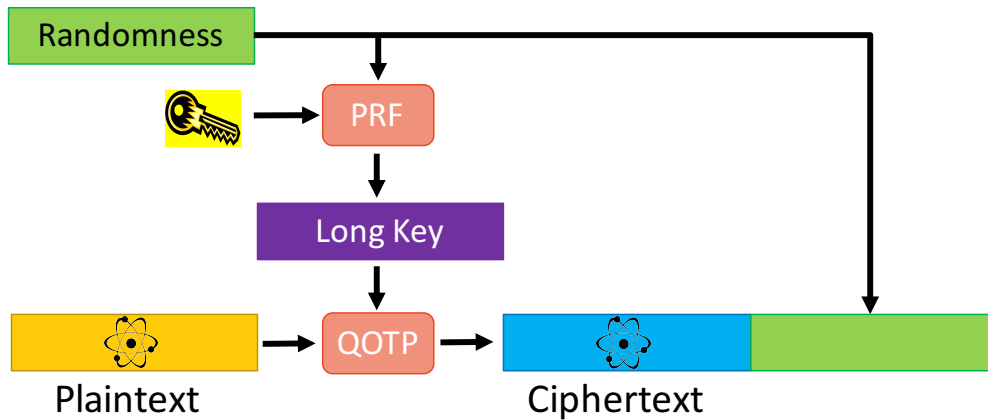 Randomness
PRF
Long Key
QOTP
Plaintext
Ciphertext